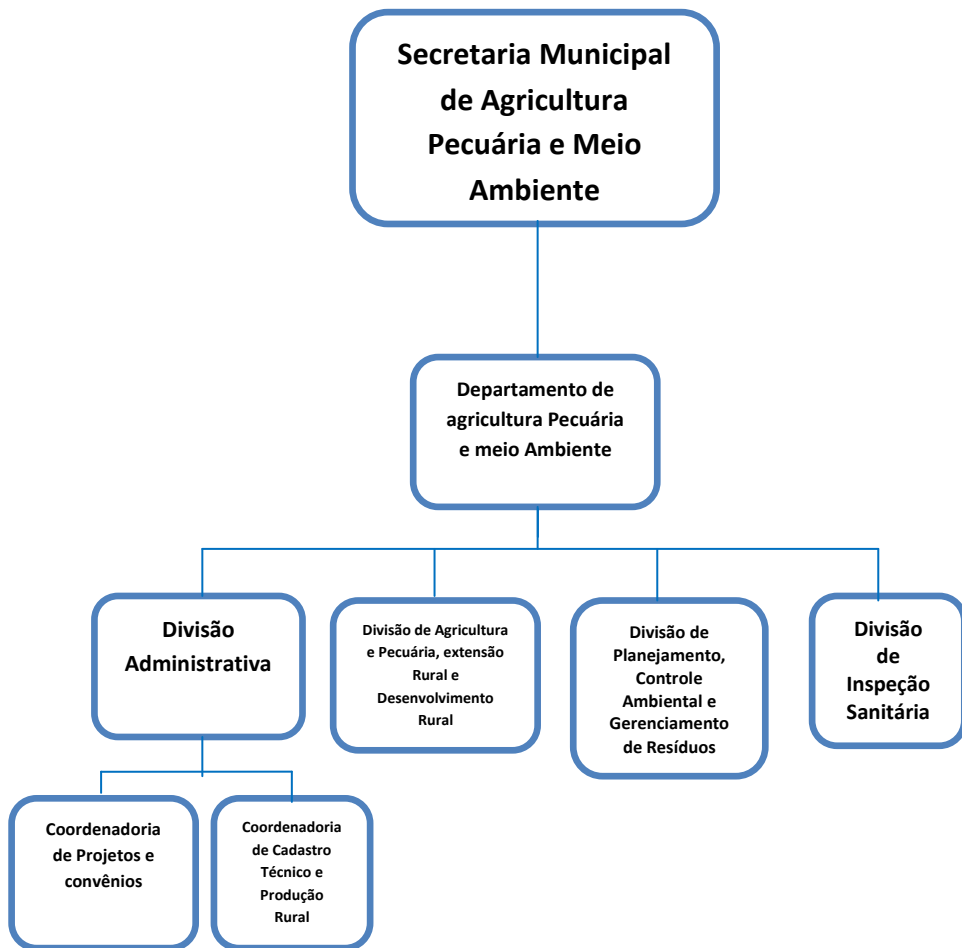 Secretaria Municipal
de Agricultura
Pecuária e Meio
Ambiente
Departamento de
agricultura Pecuária
e meio Ambiente
Divisão
Administrativa
Divisão de Agricultura
e Pecuária, extensão
Rural e
Desenvolvimento
Rural
Divisão de
Planejamento,
Controle
Ambiental e
Gerenciamento
de Resíduos
Divisão
de
Inspeção
Sanitária
Coordenadoria
de Projetos e
convênios
Coordenadoria
de Cadastro
Técnico e
Produção
Rural